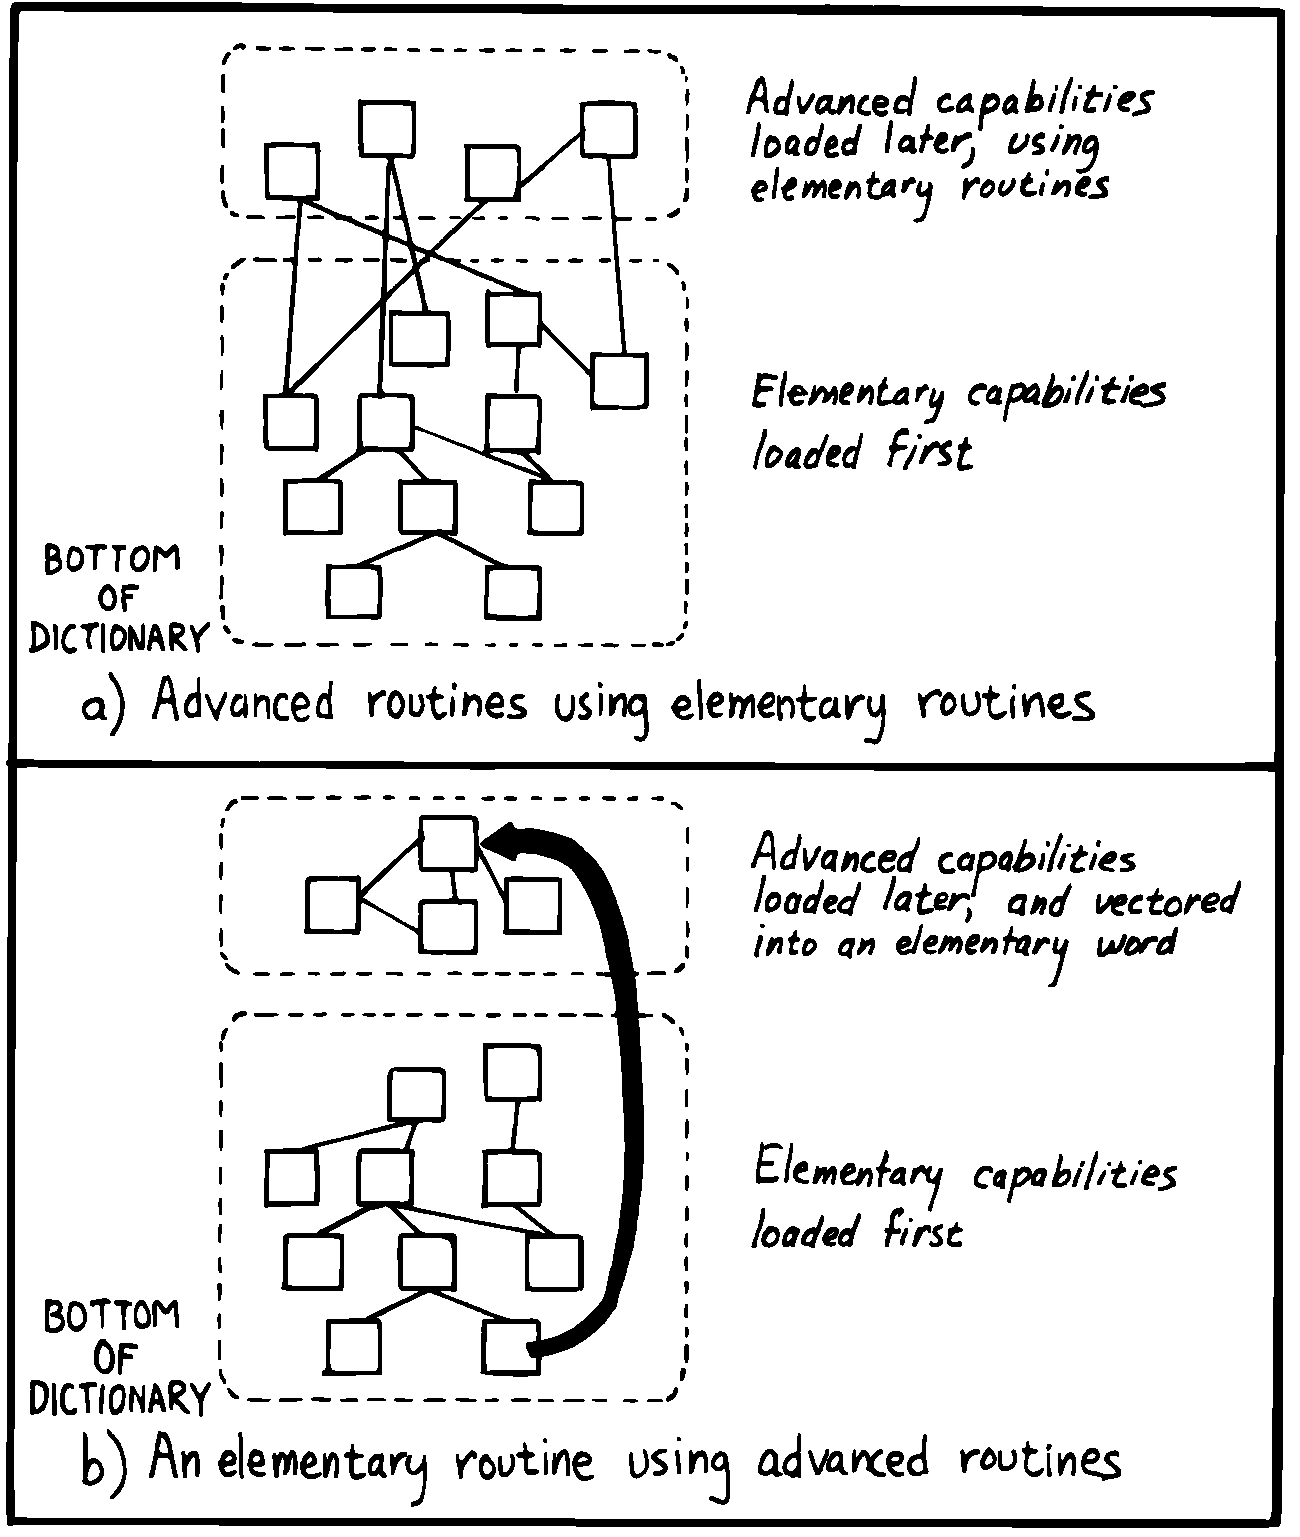 Advanced capabilities
loaded later, using
elementary routines
Elementary capabilities
loaded first
BOTTOM
OF
DICTIONARY
a) Advanced routines using elementary routines
Advanced capabilities
loaded later, and vectored
into an elementary word
Elementary capabilities
loaded first
BOTTOM
OF
DICTIONARY
b) An elementary routine using advanced routines